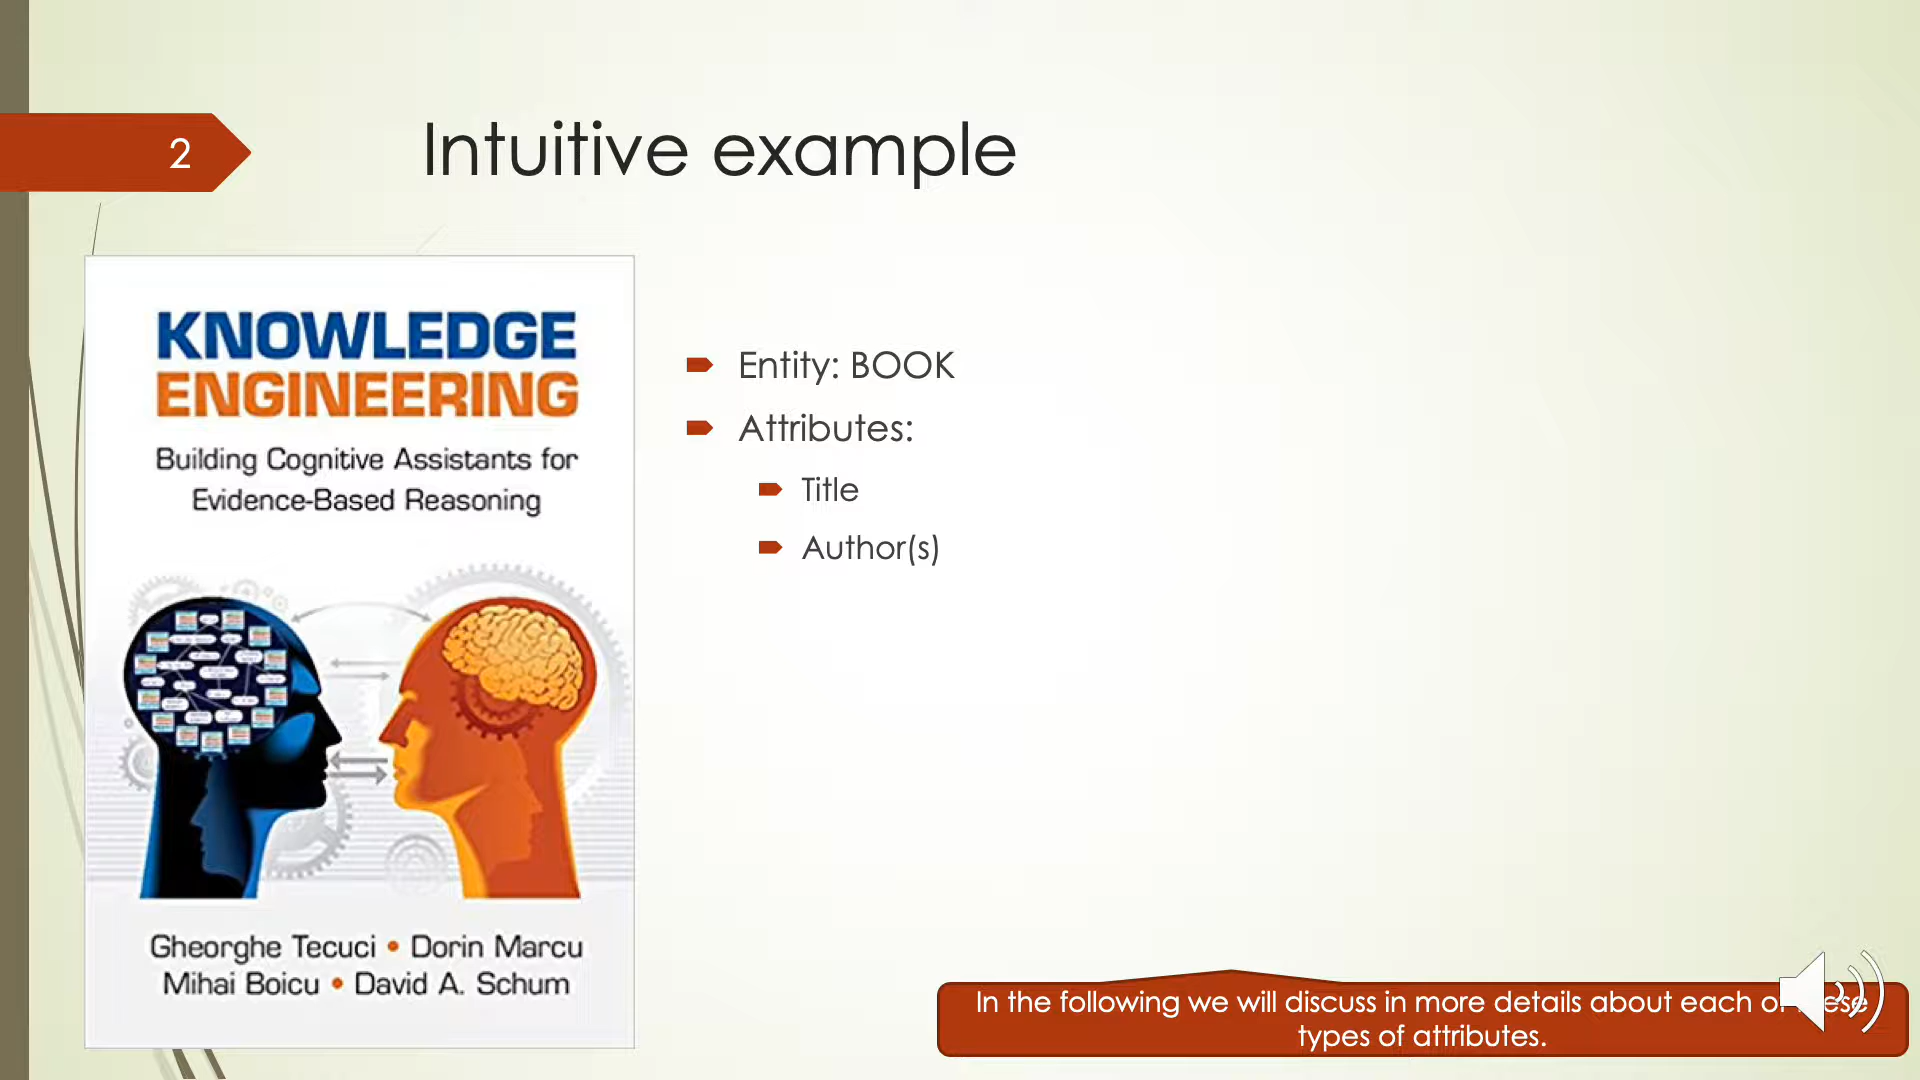 2
Intuitive example
KNOWLEDGE
ENGINEERING
Building Cognitive Assistants for
Evidence-Based Reasoning
Gheorghe Tecuci • Dorin Marcu
Mihai Boicu • David A. Schum
Entity: BOOK
Attributes:
Title
Author(s)
In the following we will discuss in more details about each of these
types of attributes.